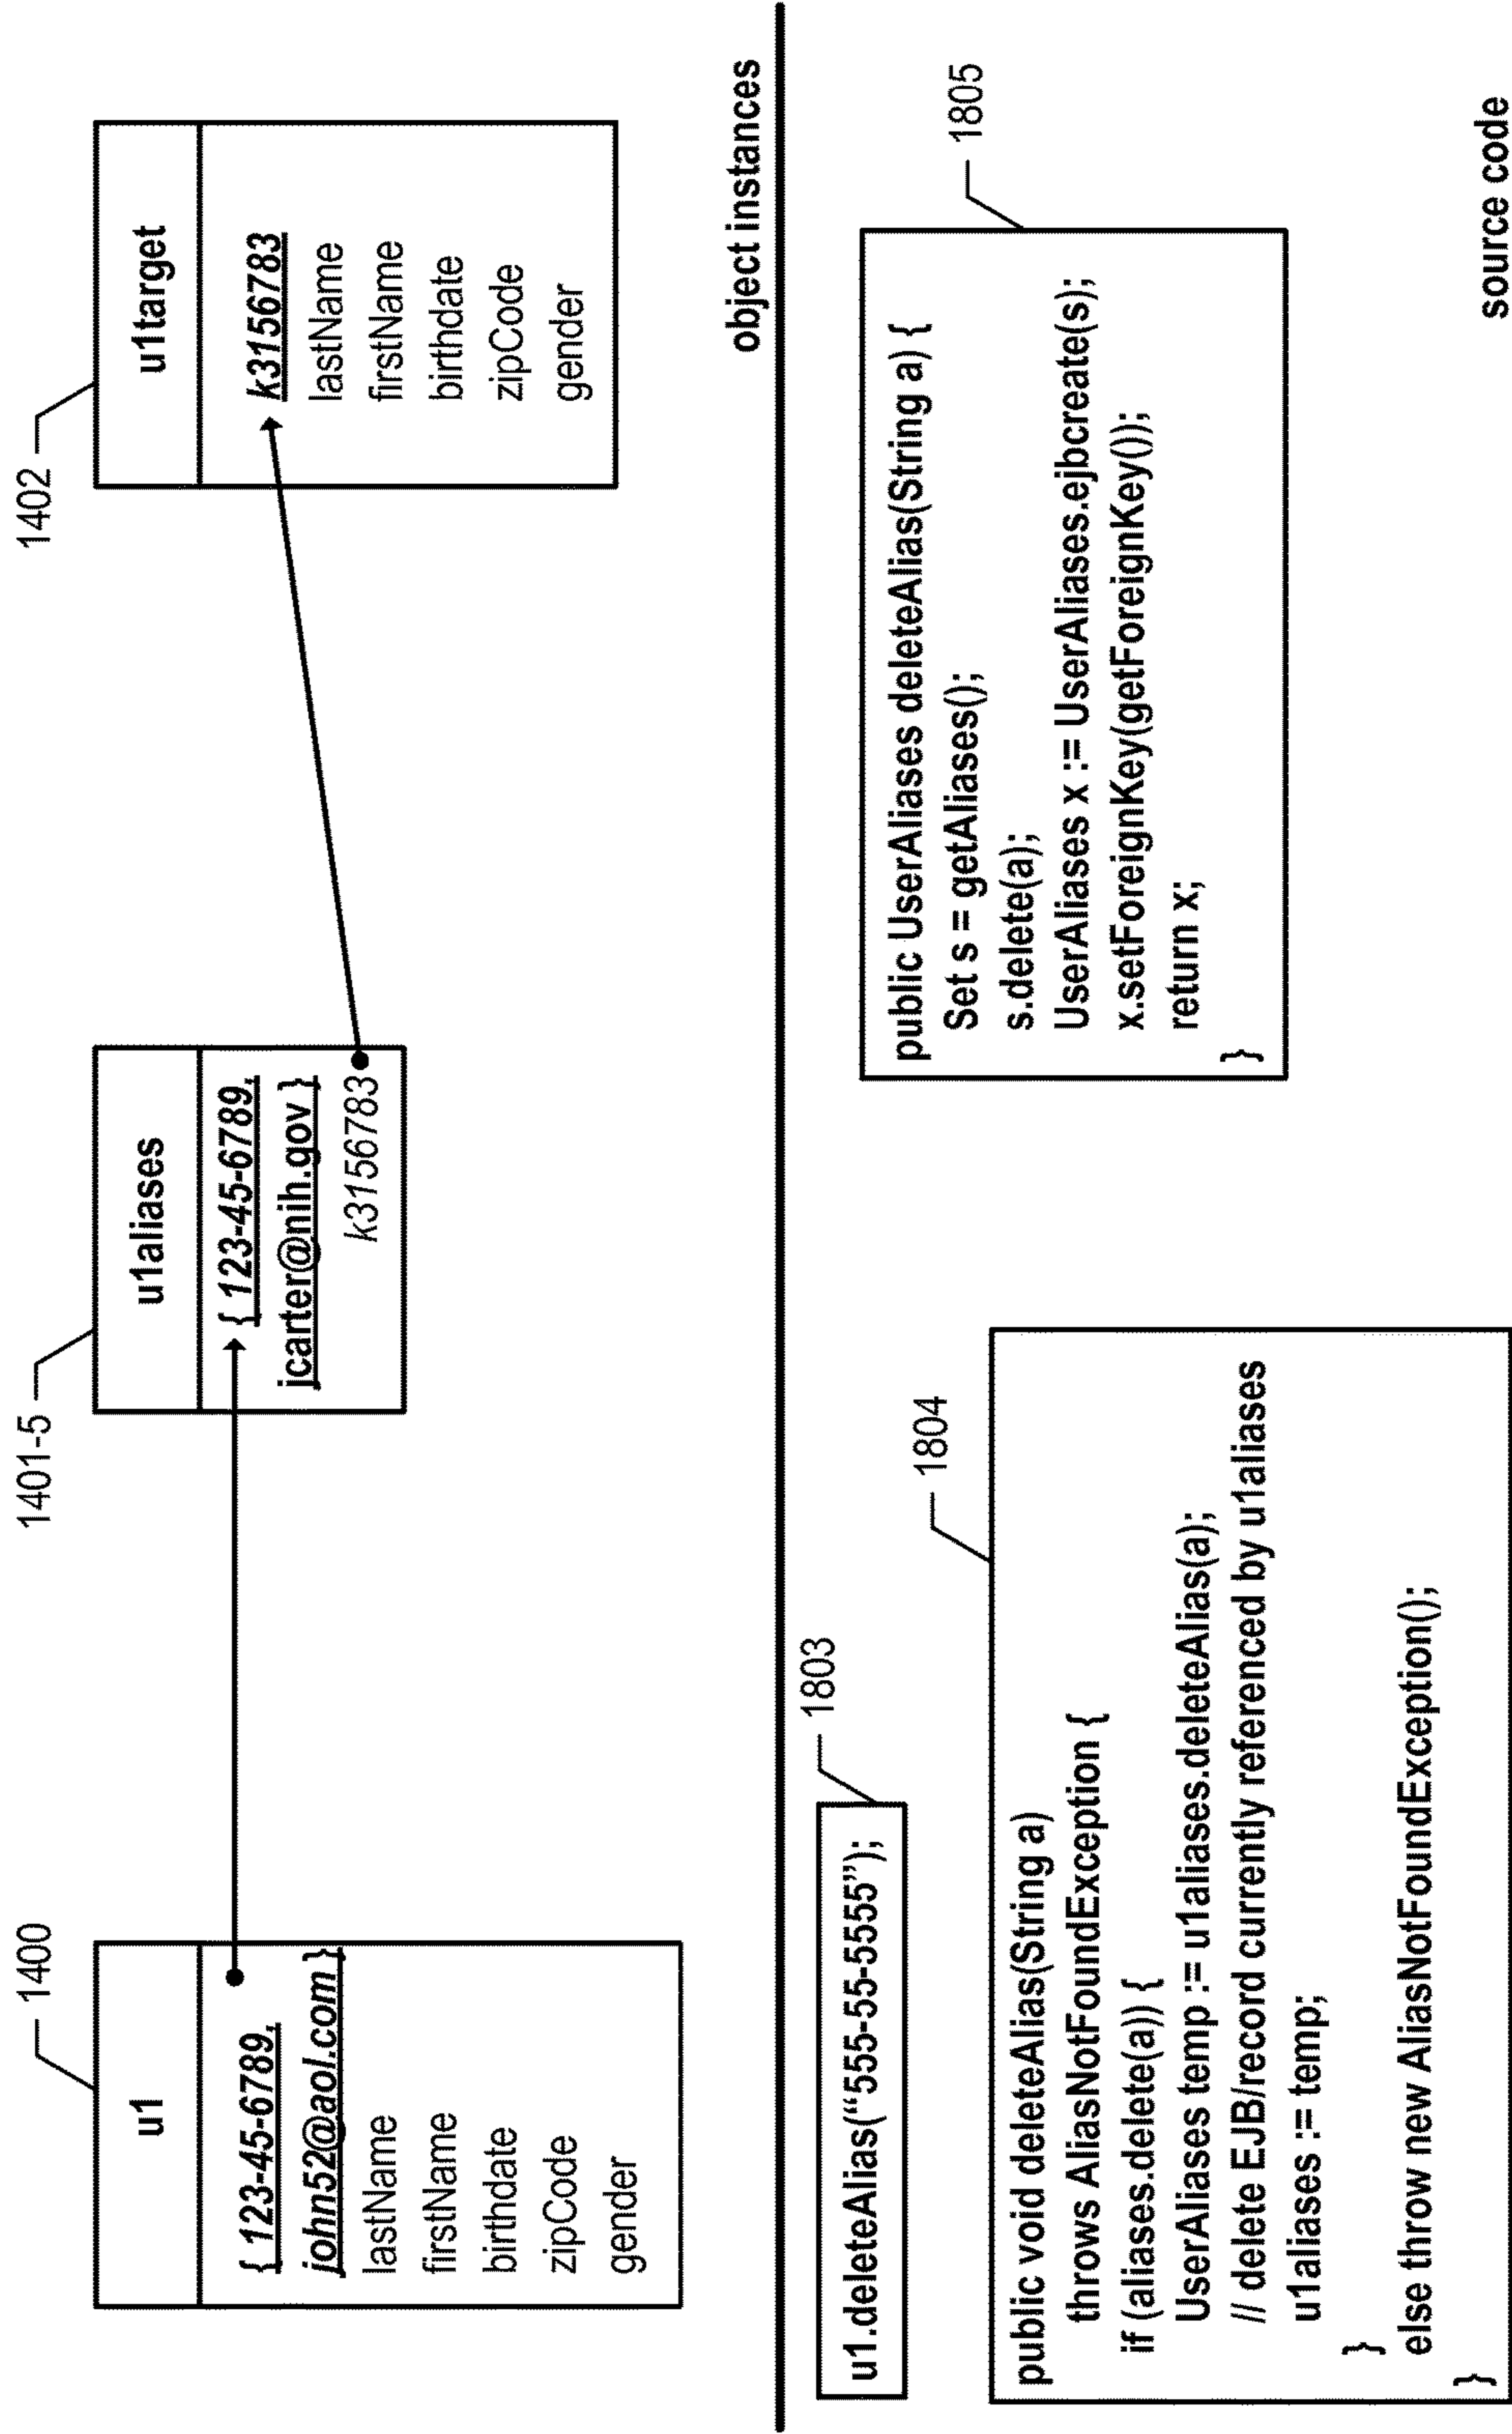 1400
u1
{ 123-45-6789,
john52@aol.com }
lastName
firstName
birthdate
zipCode
gender
1401-5
u1aliases
{ 123-45-6789,
jcarter@nih.gov }
k3156783
1402
u1target
k3156783
lastName
firstName
birthdate
zipCode
gender
object instances
1803
u1.deleteAlias(“555-55-5555”);
1804
public void deleteAlias(String a)
throws AliasNotFoundException {
if (aliases.delete(a)) {
UserAliases temp := u1aliases.deleteAlias(a);
// delete EJB/record currently referenced by u1aliases
u1aliases := temp;
}
else throw new AliasNotFoundException();
}
1805
public UserAliases deleteAlias(String a) {
Set s = getAliases();
s.delete(a);
UserAliases x := UserAliases.ejbcreate(s);
x.setForeignKey(getForeignKey());
return x;
}
source code